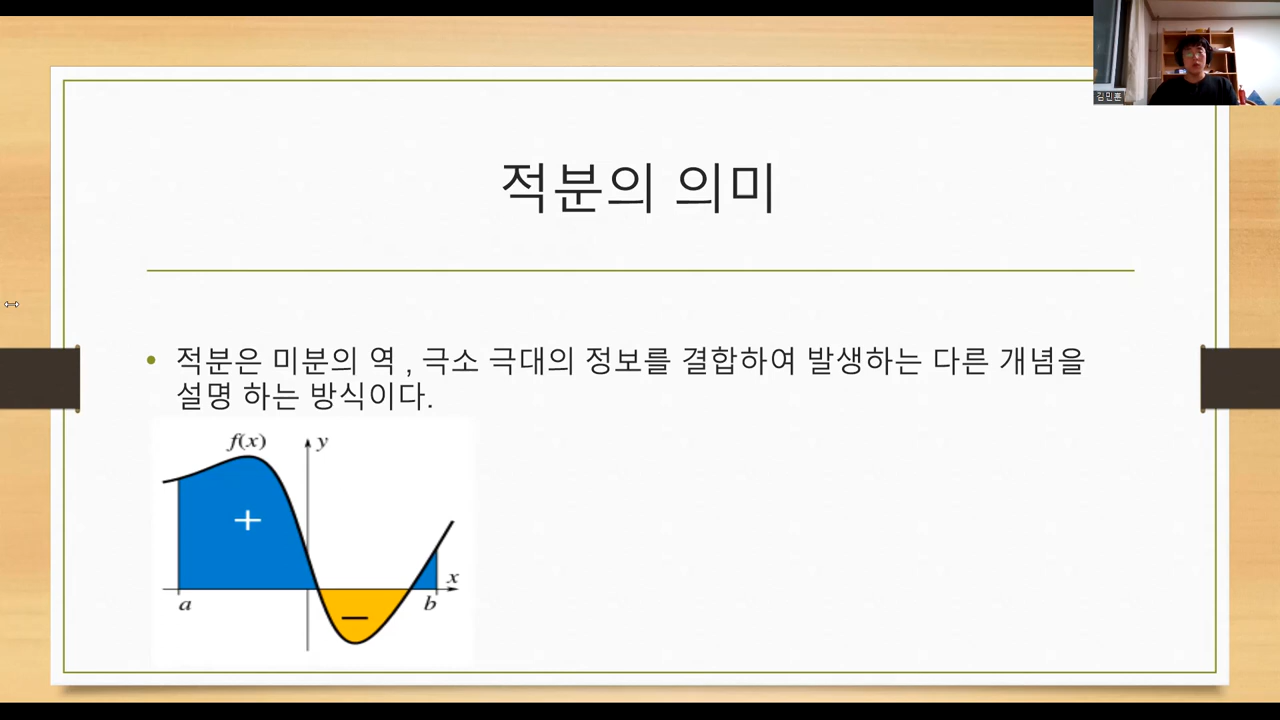 김민훈
적분의 의미
• 적분은 미분의 역 , 극소 극대의 정보를 결합하여 발생하는 다른 개념을
설명 하는 방식이다.
f(x)
y
+
x
a
b
−